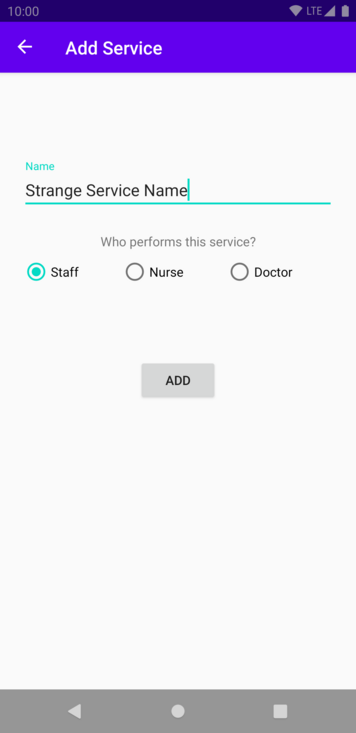 10:00 LTE
Add Service
Name
Strange Service Name
Who performs this service?
Staff Nurse Doctor
ADD